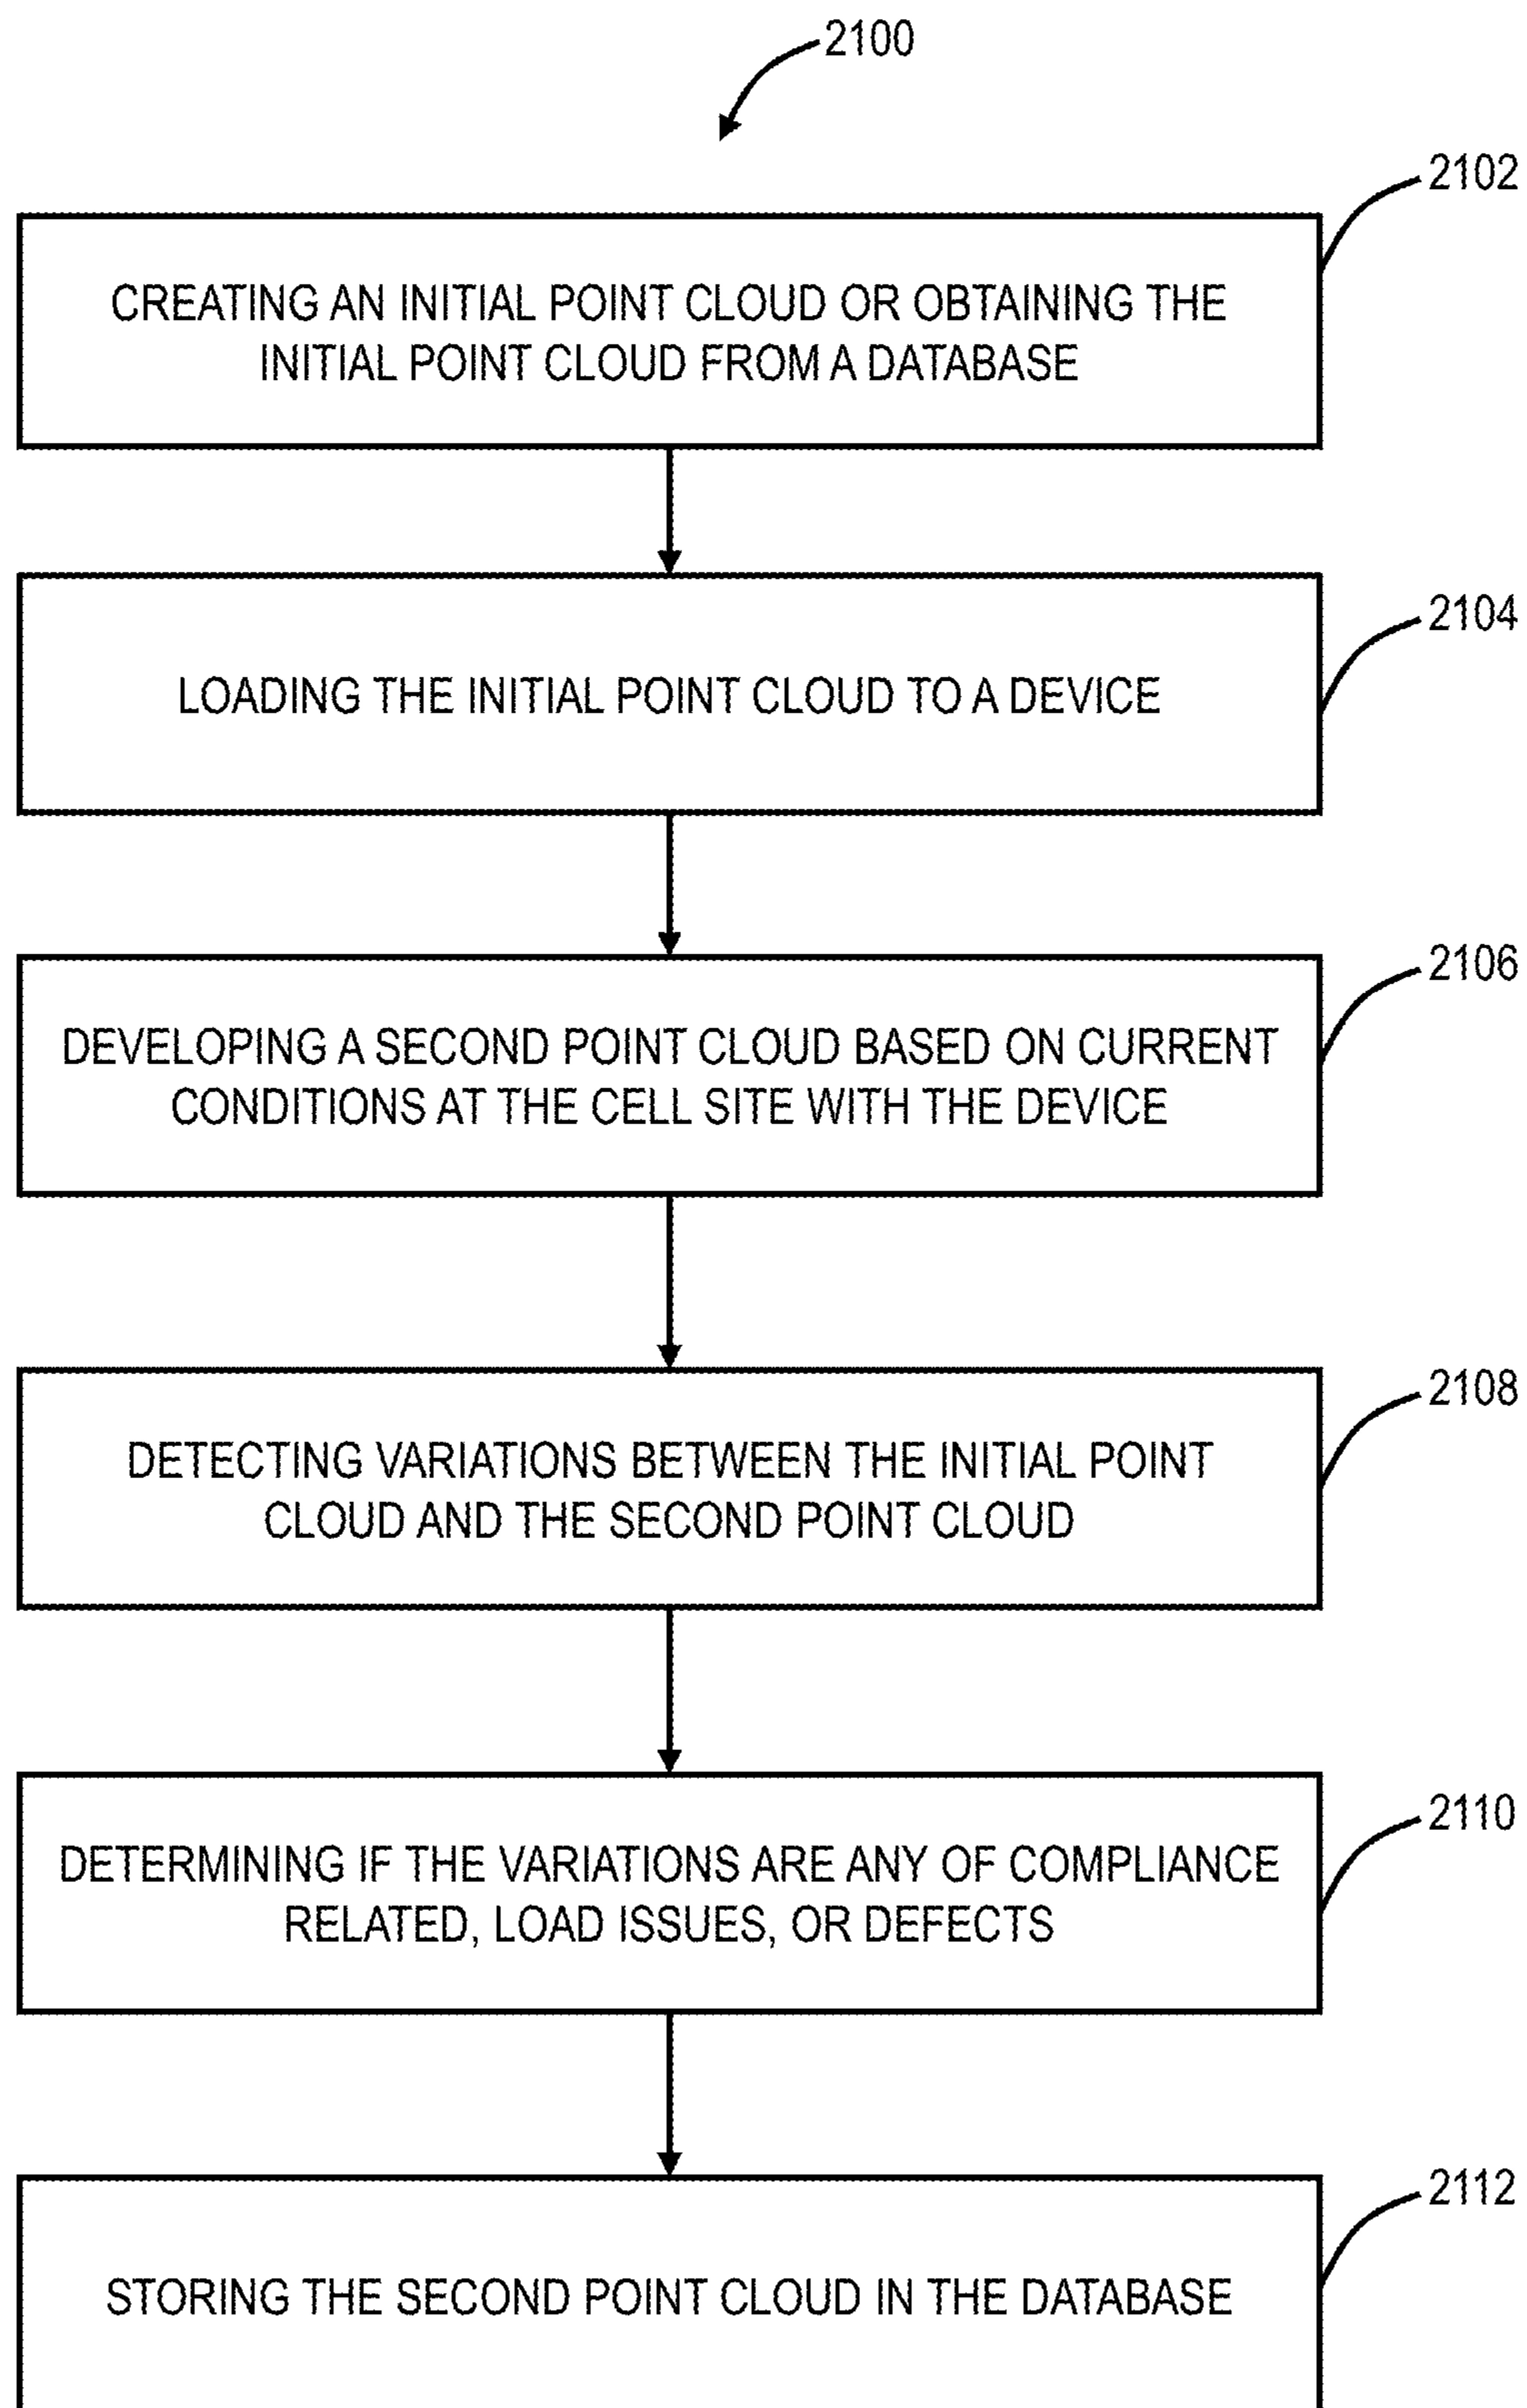 2100
2102
CREATING AN INITIAL POINT CLOUD OR OBTAINING THE
INITIAL POINT CLOUD FROM A DATABASE
2104
LOADING THE INITIAL POINT CLOUD TO A DEVICE
2106
DEVELOPING A SECOND POINT CLOUD BASED ON CURRENT
CONDITIONS AT THE CELL SITE WITH THE DEVICE
2108
DETECTING VARIATIONS BETWEEN THE INITIAL POINT
CLOUD AND THE SECOND POINT CLOUD
2110
DETERMINING IF THE VARIATIONS ARE ANY OF COMPLIANCE
RELATED, LOAD ISSUES, OR DEFECTS
2112
STORING THE SECOND POINT CLOUD IN THE DATABASE